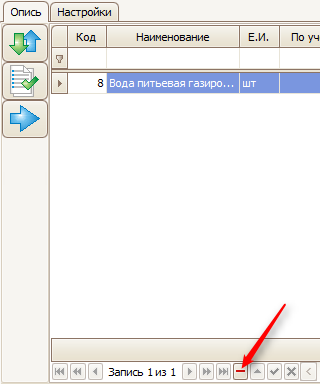 Опись Настройки
Код Наименование Е.И. По уч
8 Вода питьевая газиро... шт
Запись 1 из 1